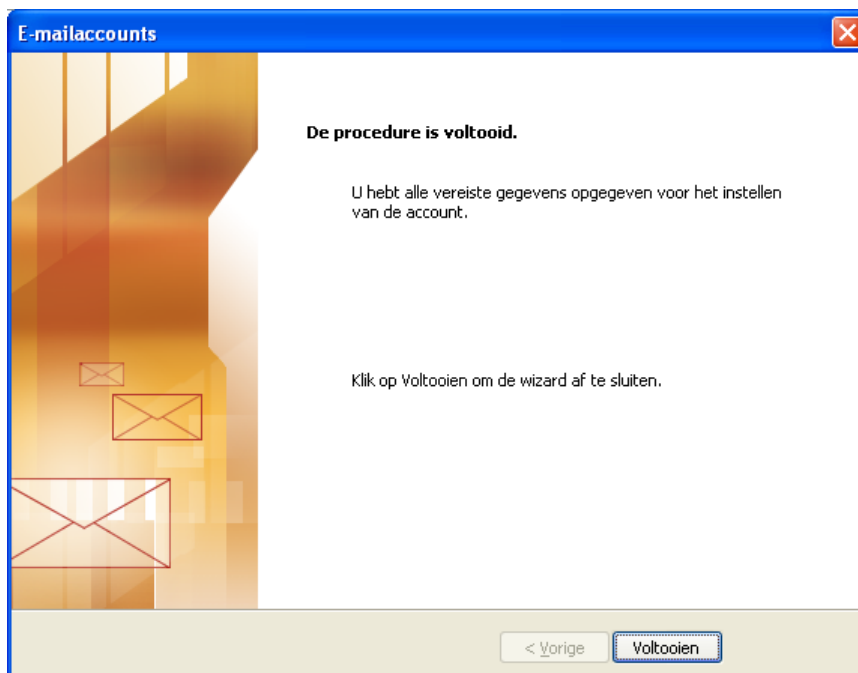 E-mailaccounts
De procedure is voltooid.
U hebt alle vereiste gegevens opgegeven voor het instellen
van de account.
Klik op Voltooien om de wizard af te sluiten.
< Vorige
Voltooien